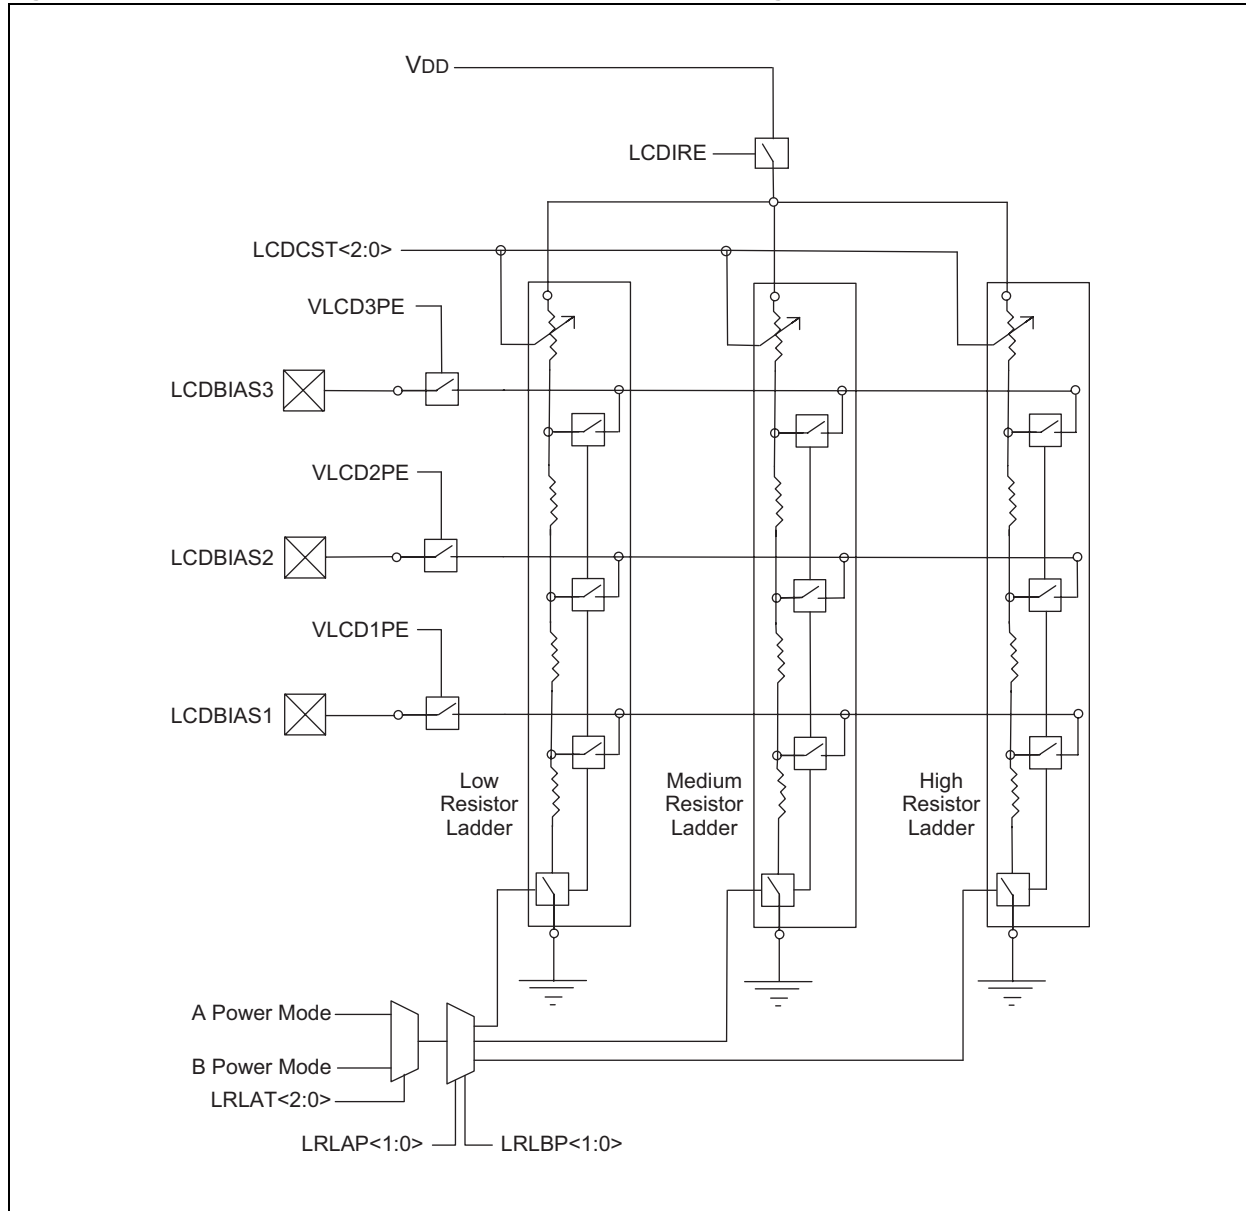 VDD
LCDIRE
LCDCST<2:0>
VLCD3PE
LCDBIAS3
VLCD2PE
LCDBIAS2
VLCD1PE
LCDBIAS1
Low
Resistor
Ladder
Medium
Resistor
Ladder
High
Resistor
Ladder
A Power Mode
B Power Mode
LRLAT<2:0>
LRLAP<1:0>
LRLBP<1:0>